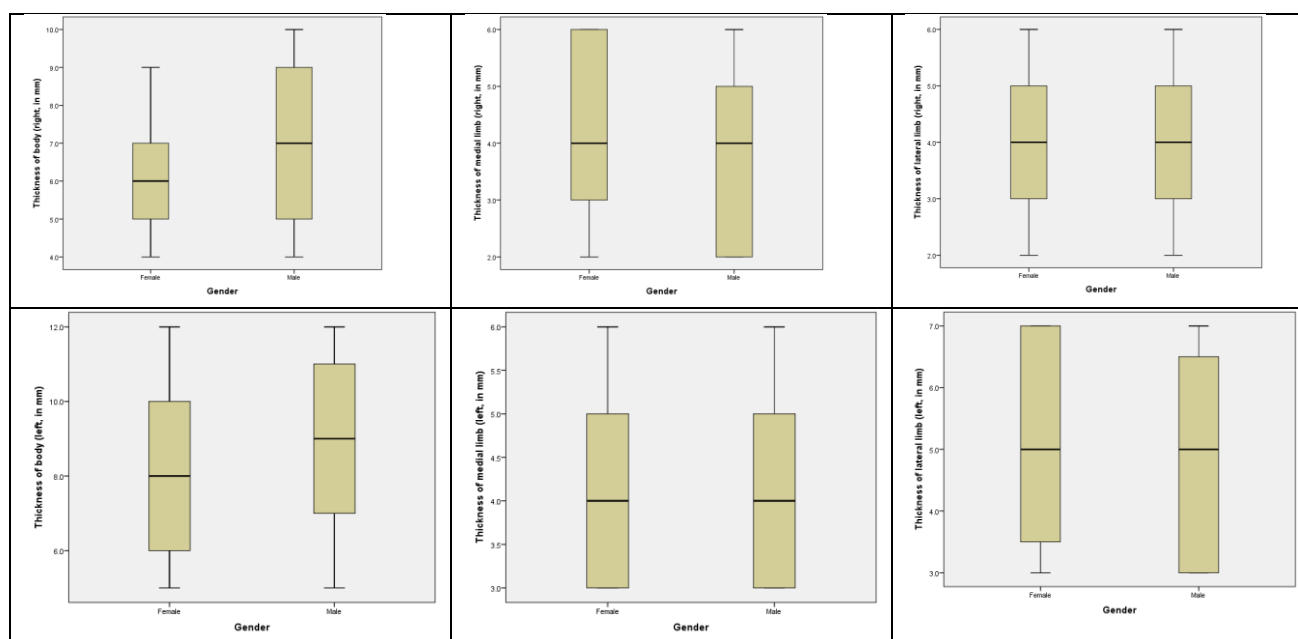 Thickness of body (right, in mm)
10.0
9.0
8.0
7.0
6.0
5.0
4.0
Female
Male
Gender
Thickness of medial limb (right, in mm)
6.0
5.0
4.0
3.0
2.0
Female
Male
Gender
Thickness of lateral limb (right, in mm)
6.0
5.0
4.0
3.0
2.0
Female
Male
Gender
Thickness of body (left, in mm)
12.0
10.0
8.0
6.0
Female
Male
Gender
Thickness of medial limb (left, in mm)
6.0
5.5
5.0
4.5
4.0
3.5
3.0
Female
Male
Gender
Thickness of lateral limb (left, in mm)
7.0
6.0
5.0
4.0
3.0
Female
Male
Gender